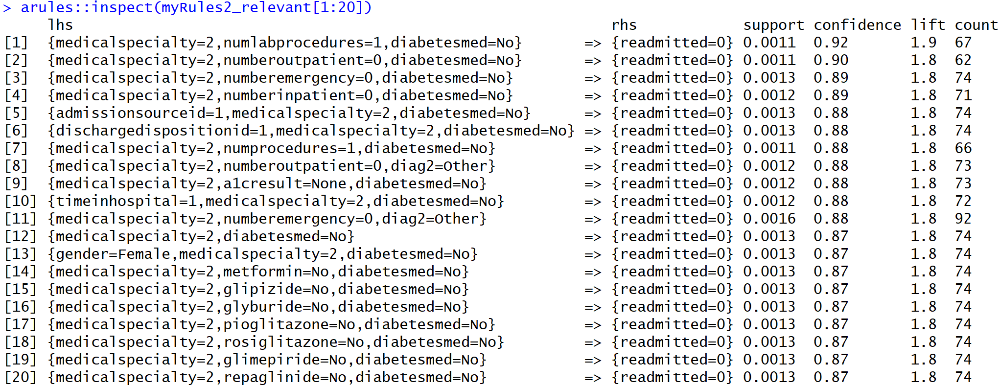 > arules::inspect(myRules2_relevant[1:20])
lhs rhs support confidence lift count
[1] {medicalspecialty=2,numlabprocedures=1,diabetesmed=No} => {readmitted=0} 0.0011 0.92 1.9 67
[2] {medicalspecialty=2,numberoutpatient=0,diabetesmed=No} => {readmitted=0} 0.0011 0.90 1.8 62
[3] {medicalspecialty=2,numberemergency=0,diabetesmed=No} => {readmitted=0} 0.0013 0.89 1.8 74
[4] {medicalspecialty=2,numberinpatient=0,diabetesmed=No} => {readmitted=0} 0.0012 0.89 1.8 71
[5] {admissionsourceid=1,medicalspecialty=2,diabetesmed=No} => {readmitted=0} 0.0013 0.88 1.8 74
[6] {dischargedispositionid=1,medicalspecialty=2,diabetesmed=No} => {readmitted=0} 0.0013 0.88 1.8 74
[7] {medicalspecialty=2,numprocedures=1,diabetesmed=No} => {readmitted=0} 0.0011 0.88 1.8 66
[8] {medicalspecialty=2,numberoutpatient=0,diag2=Other} => {readmitted=0} 0.0012 0.88 1.8 73
[9] {medicalspecialty=2,a1cresult=None,diabetesmed=No} => {readmitted=0} 0.0012 0.88 1.8 73
[10] {timeinhospital=1,medicalspecialty=2,diabetesmed=No} => {readmitted=0} 0.0012 0.88 1.8 72
[11] {medicalspecialty=2,numberemergency=0,diag2=Other} => {readmitted=0} 0.0016 0.88 1.8 92
[12] {medicalspecialty=2,diabetesmed=No} => {readmitted=0} 0.0013 0.87 1.8 74
[13] {gender=Female,medicalspecialty=2,diabetesmed=No} => {readmitted=0} 0.0013 0.87 1.8 74
[14] {medicalspecialty=2,metformin=No,diabetesmed=No} => {readmitted=0} 0.0013 0.87 1.8 74
[15] {medicalspecialty=2,glipizide=No,diabetesmed=No} => {readmitted=0} 0.0013 0.87 1.8 74
[16] {medicalspecialty=2,glyburide=No,diabetesmed=No} => {readmitted=0} 0.0013 0.87 1.8 74
[17] {medicalspecialty=2,pioglitazone=No,diabetesmed=No} => {readmitted=0} 0.0013 0.87 1.8 74
[18] {medicalspecialty=2,rosiglitazone=No,diabetesmed=No} => {readmitted=0} 0.0013 0.87 1.8 74
[19] {medicalspecialty=2,glimepiride=No,diabetesmed=No} => {readmitted=0} 0.0013 0.87 1.8 74
[20] {medicalspecialty=2,repaglinide=No,diabetesmed=No} => {readmitted=0} 0.0013 0.87 1.8 74